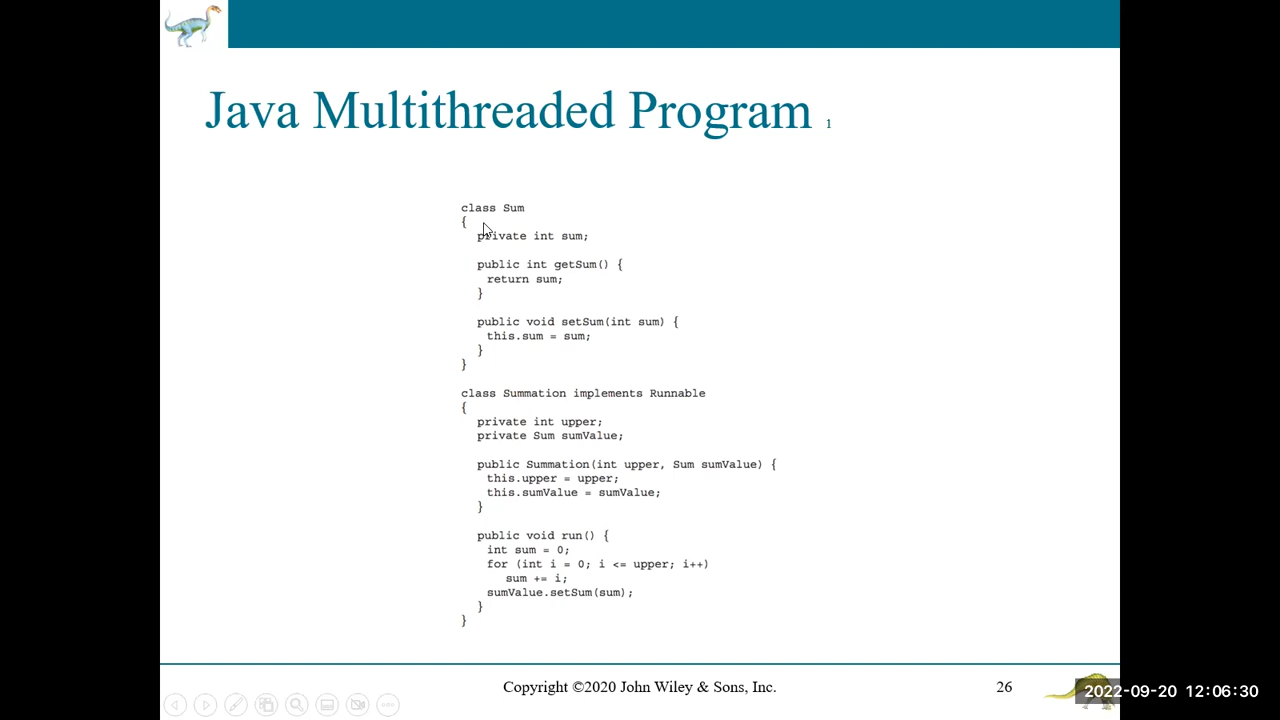 Java Multithreaded Program 1
class Sum
{
private int sum;
public int getSum() {
return sum;
}
public void setSum(int sum) {
this.sum = sum;
}
}
class Summation implements Runnable
{
private int upper;
private Sum sumValue;
public Summation(int upper, Sum sumValue) {
this.upper = upper;
this.sumValue = sumValue;
}
public void run() {
int sum = 0;
for (int i = 0; i <= upper; i++)
sum += i;
sumValue.setSum(sum);
}
}
Copyright ©2020 John Wiley & Sons, Inc.
26
2022-09-20 12:06:30